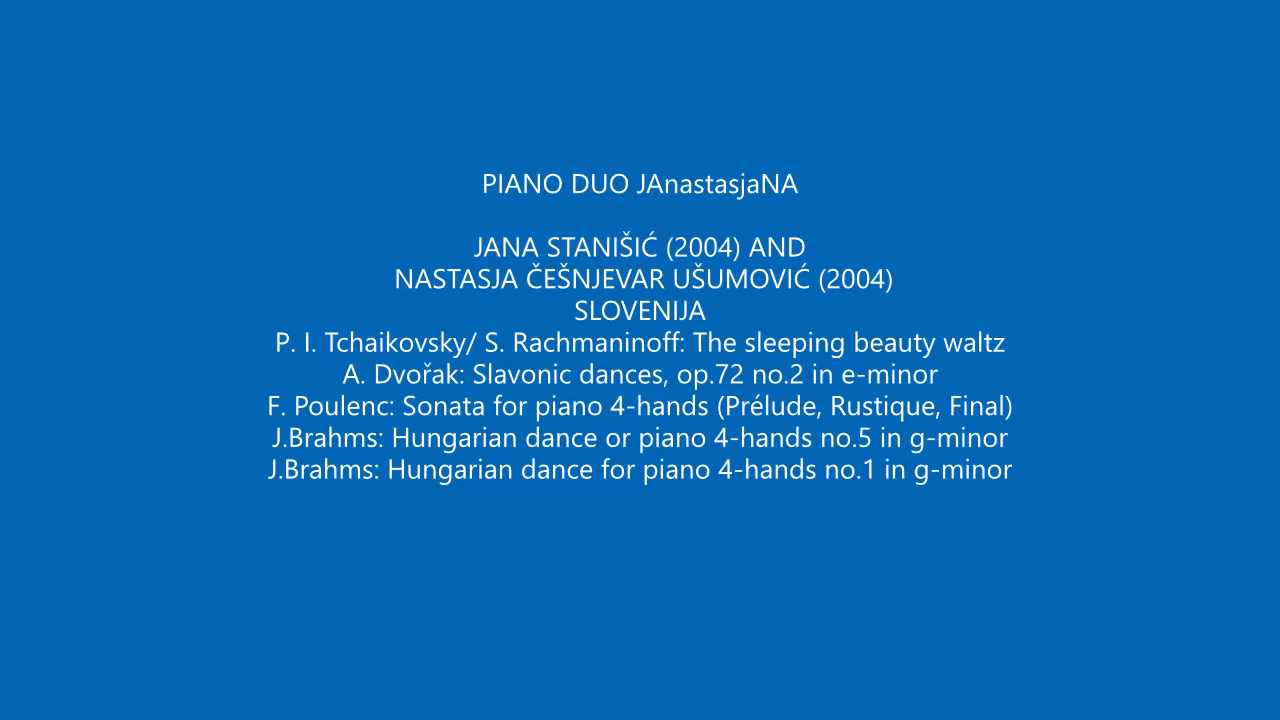 PIANO DUO JAnastasjaNA
JANA STANIŠIĆ (2004) AND
NASTASJA ČEŠNJEVAR UŠUMOVIĆ (2004)
SLOVENIJA
P. I. Tchaikovsky/ S. Rachmaninoff: The sleeping beauty waltz
A. Dvořak: Slavonic dances, op.72 no.2 in e-minor
F. Poulenc: Sonata for piano 4-hands (Prélude, Rustique, Final)
J.Brahms: Hungarian dance or piano 4-hands no.5 in g-minor
J.Brahms: Hungarian dance for piano 4-hands no.1 in g-minor